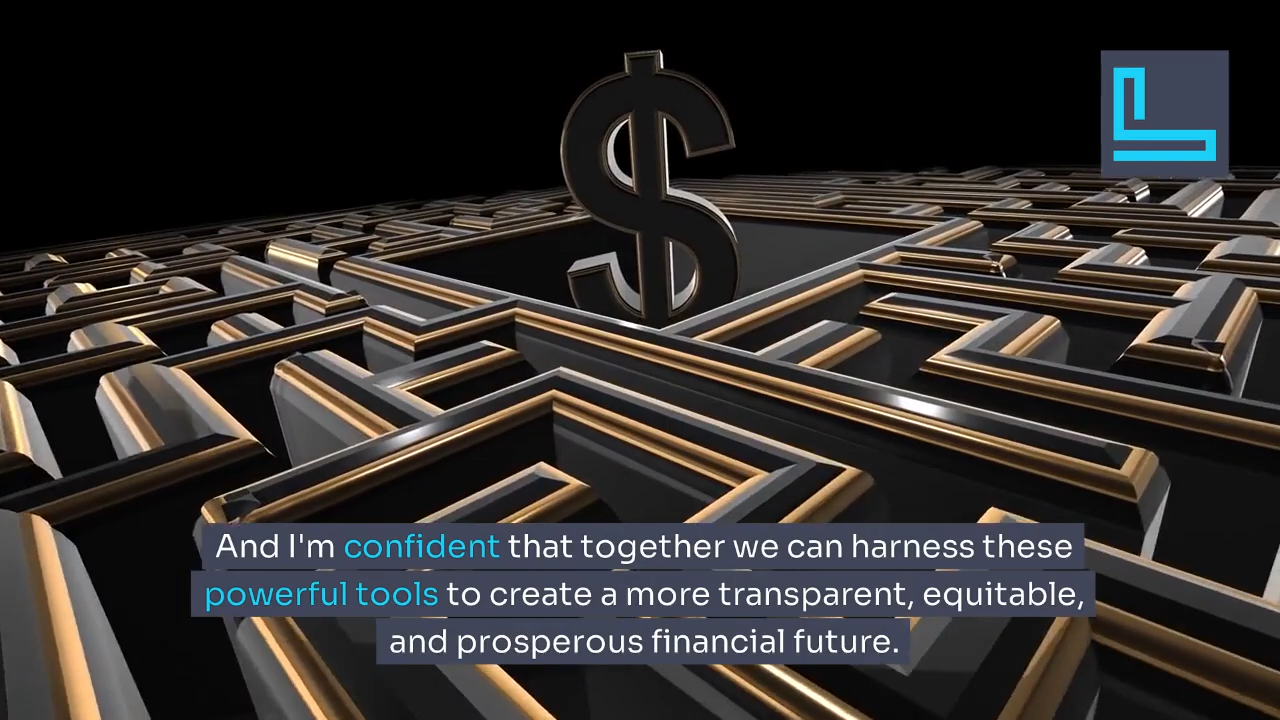 And I'm confident that together we can harness these
powerful tools to create a more transparent, equitable,
and prosperous financial future.